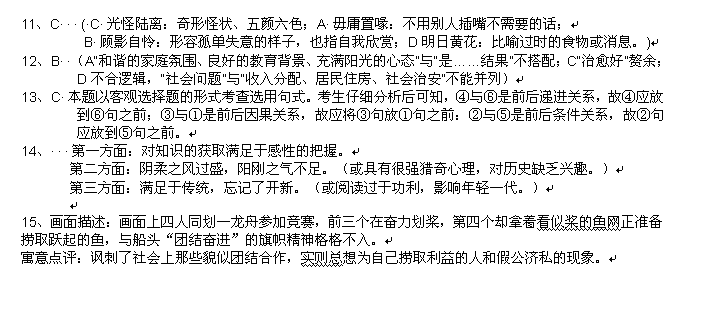 11、C···(·C·光怪陆离：奇形怪状、五颜六色；A·毋庸置喙：不用别人插嘴不需要的话；
B·顾影自怜：形容孤单失意的样子，也指自我欣赏；D明日黄花：比喻过时的食物或消息。)
12、B··（A"和谐的家庭氛围、良好的教育背景、充满阳光的心态"与"是……结果"不搭配；C"治愈好"赘余；
D不合逻辑，"社会问题"与"收入分配、居民住房、社会治安"不能并列）
13、C·本题以客观选择题的形式考查选用句式。考生仔细分析后可知，④与⑥是前后递进关系，故④应放
到⑥句之前；③与①是前后因果关系，故应将③句放①句之前：②与⑤是前后条件关系，故②句
应放到⑤句之前。
14、···第一方面：对知识的获取满足于感性的把握。
第二方面：阴柔之风过盛，阳刚之气不足。（或具有很强猎奇心理，对历史缺乏兴趣。）
第三方面：满足于传统，忘记了开新。（或阅读过于功利，影响年轻一代。）
15、画面描述：画面上四人同划一龙舟参加竞赛，前三个在奋力划桨，第四个却拿着看似桨的鱼网正准备
捞取跃起的鱼，与船头“团结奋进”的旗帜精神格格不入。
寓意点评：讽刺了社会上那些貌似团结合作，实则总想为自己捞取利益的人和假公济私的现象。